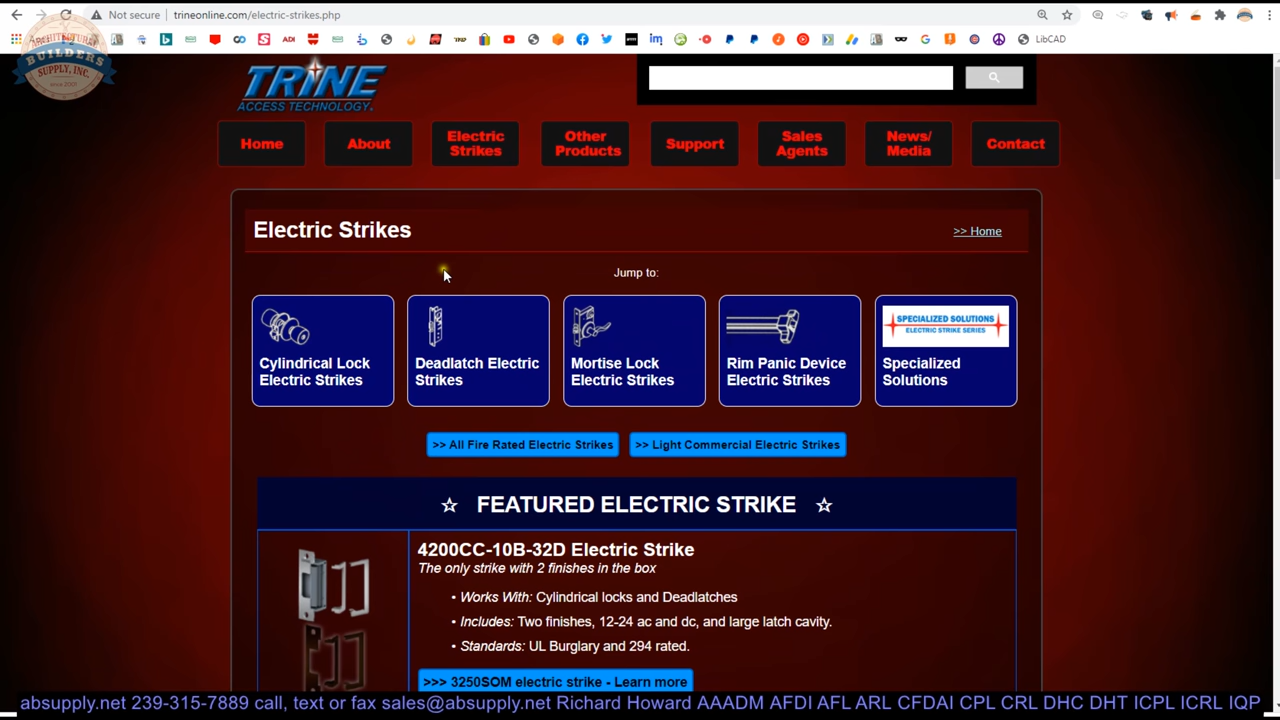 Not secure
trineonline.com/electric-strikes.php
LibCAD
ARCHITECTURAL
BUILDERS
SUPPLY, INC.
since 2001
TRINE
ACCESS TECHNOLOGY.
Home
About
Electric
Strikes
Other
Products
Support
Sales
Agents
News/
Media
Contact
Electric Strikes
>> Home
Jump to:
Cylindrical Lock
Electric Strikes
Deadlatch Electric
Strikes
Mortise Lock
Electric Strikes
Rim Panic Device
Electric Strikes
SPECIALIZED SOLUTIONS
ELECTRIC STRIKE SERIES
Specialized
Solutions
>> All Fire Rated Electric Strikes
>> Light Commercial Electric Strikes
☆ FEATURED ELECTRIC STRIKE ☆
4200CC-10B-32D Electric Strike
The only strike with 2 finishes in the box
• Works With: Cylindrical locks and Deadlatches
• Includes: Two finishes, 12-24 ac and dc, and large latch cavity.
• Standards: UL Burglary and 294 rated.
>>> 3250SOM electric strike - Learn more
absupply.net 239-315-7889 call, text or fax sales@absupply.net Richard Howard AAADM AFDI AFL ARL CFDAI CPL CRL DHC DHT ICPL ICRL IQP